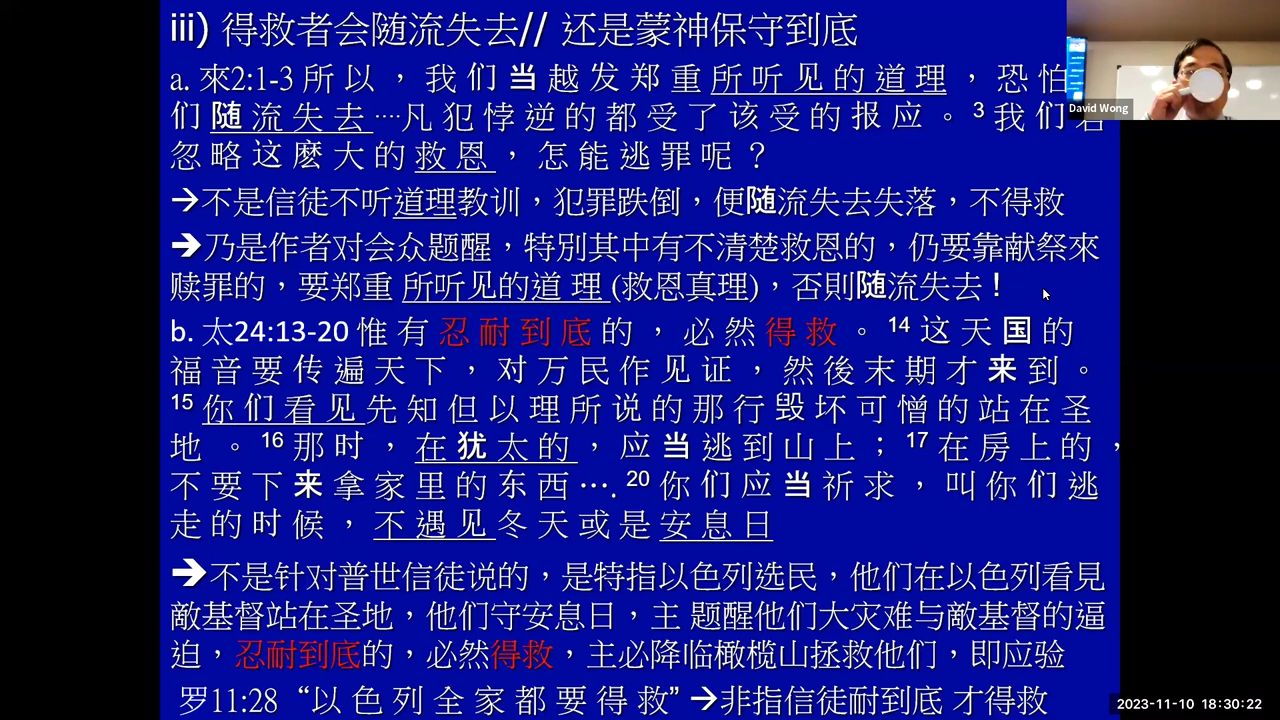 iii) 得救者会随流失去// 还是蒙神保守到底
a. 來2:1-3 所以，我们当越发郑重所听见的道理，恐怕
们随流失去····凡犯悖逆的都受了该受的报应。3 我们若
忽略这麽大的救恩，怎能逃罪呢？
→不是信徒不听道理教训，犯罪跌倒，便随流失去失落，不得救
➔乃是作者对会众题醒，特別其中有不清楚救恩的，仍要靠献祭來
赎罪的，要郑重 所听见的道 理 (救恩真理)，否則随流失去！
b. 太24:13-20 惟有忍耐到底的，必然得救。14 这天国的
福音要传遍天下，对万民作见证，然後末期才来到。
15 你们看见先知但以理所说的那行毁坏可憎的站在圣
地 。16 那时，在犹太的，应当逃到山上；17 在房上的，
不要下来拿家里的东西…. 20 你们应当祈求，叫你们逃
走的时候，不遇见冬天或是安息日
➔不是针对普世信徒说的，是特指以色列选民，他们在以色列看見
敵基督站在圣地，他们守安息日，主 题醒他们大灾难与敵基督的逼
迫，忍耐到底的，必然得救，主必降临橄榄山拯救他们，即应验
罗11:28 “以色列全家都要得救” ➔非指信徒耐到底 才得救
David Wong
2023-11-10 18:30:22